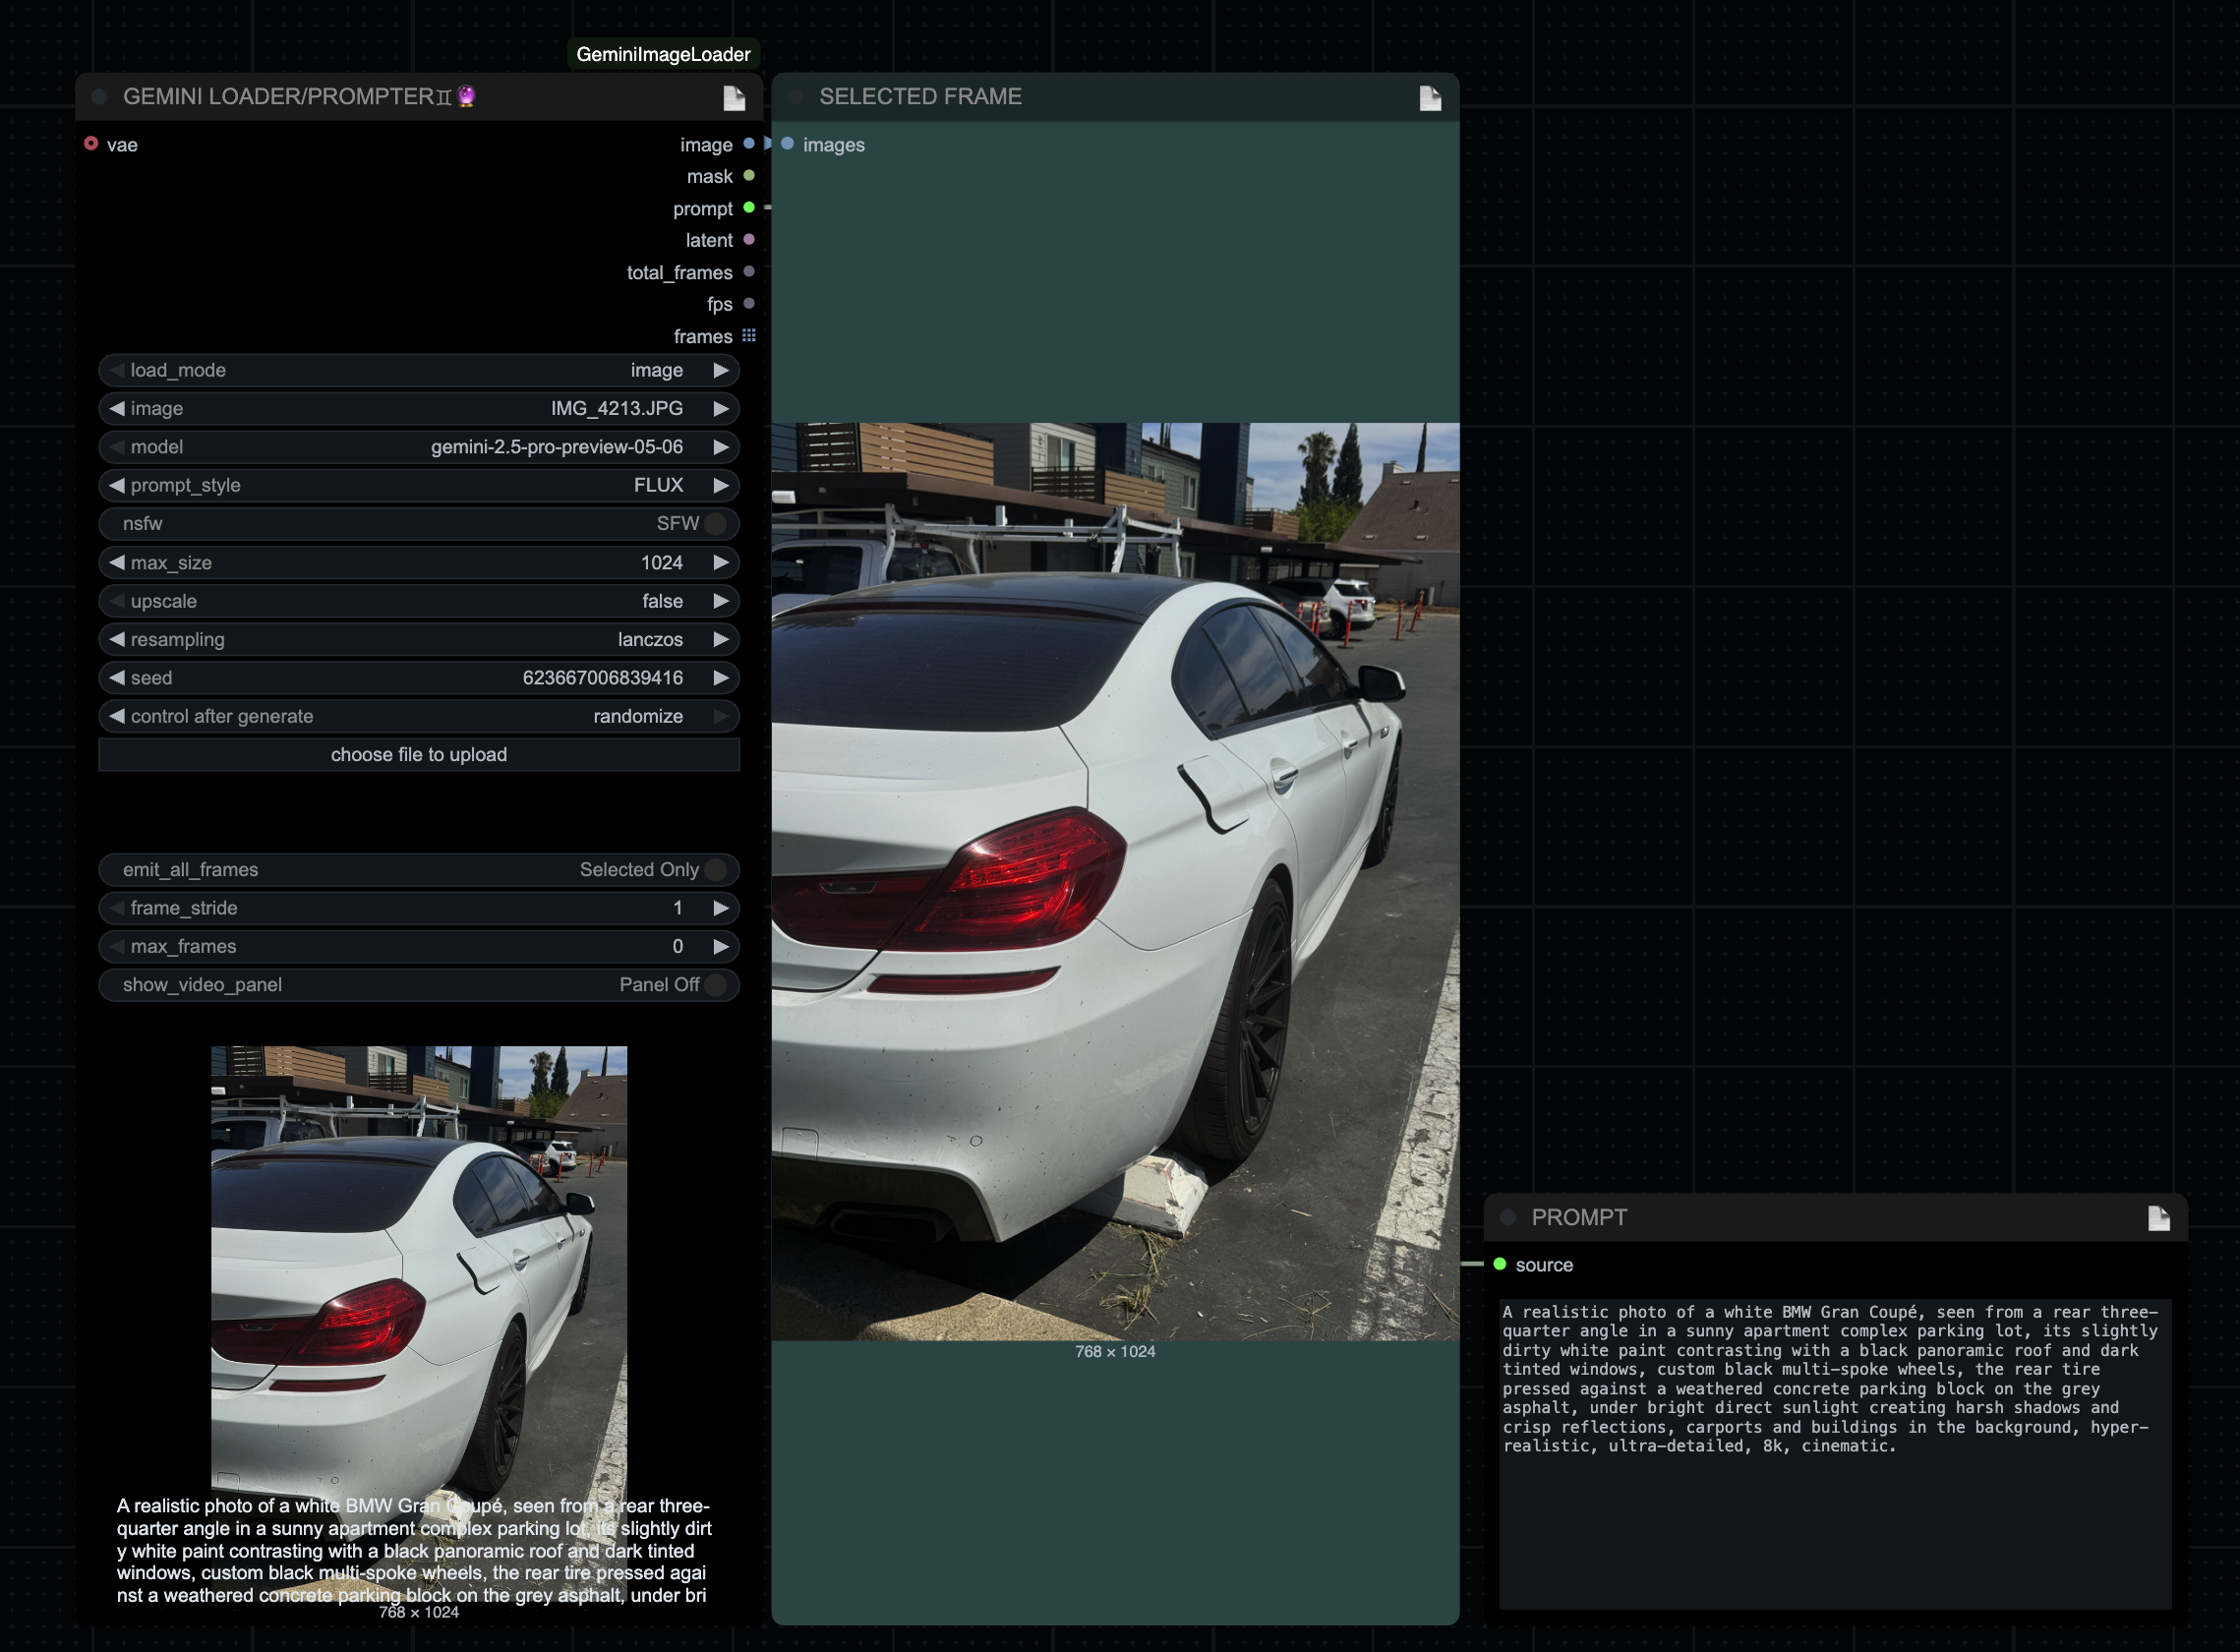 GeminiImageLoader
GEMINI LOADER/PROMPTER♊🔮
vae
image
mask
prompt
latent
total_frames
fps
frames
load_mode image
image IMG_4213.JPG
model gemini-2.5-pro-preview-05-06
prompt_style FLUX
nsfw SFW
max_size 1024
upscale false
resampling lanczos
seed 623667006839416
control after generate randomize
choose file to upload
emit_all_frames Selected Only
frame_stride 1
max_frames 0
show_video_panel Panel Off
A realistic photo of a white BMW Gran Coupé, seen from a rear three-
quarter angle in a sunny apartment complex parking lot, its slightly dirt
y white paint contrasting with a black panoramic roof and dark tinted
windows, custom black multi-spoke wheels, the rear tire pressed agai
nst a weathered concrete parking block on the grey asphalt, under bri
768 × 1024
SELECTED FRAME
images
768 × 1024
PROMPT
source
A realistic photo of a white BMW Gran Coupé, seen from a rear three-
quarter angle in a sunny apartment complex parking lot, its slightly
dirty white paint contrasting with a black panoramic roof and dark
tinted windows, custom black multi-spoke wheels, the rear tire
pressed against a weathered concrete parking block on the grey
asphalt, under bright direct sunlight creating harsh shadows and
crisp reflections, carports and buildings in the background, hyper-
realistic, ultra-detailed, 8k, cinematic.